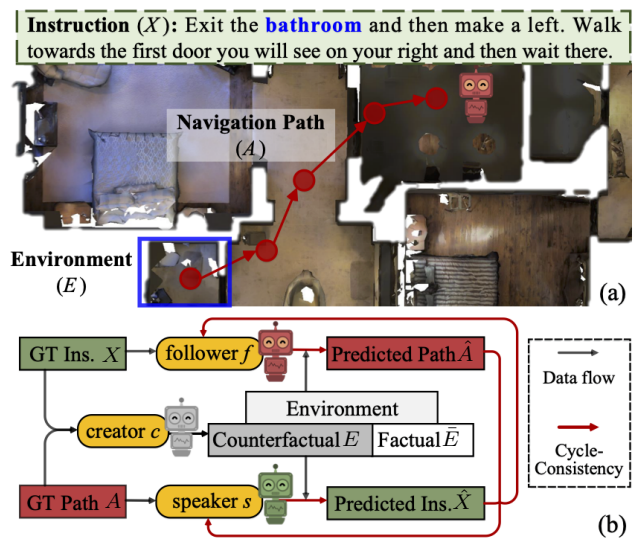 Instruction (X): Exit the bathroom and then make a left. Walk
towards the first door you will see on your right and then wait there.
Navigation Path
(A)
Environment
(E)
(a)
GT Ins. X
follower f
Predicted Path Â
Data flow
Environment
creator c
Counterfactual E
Factual Ē
Cycle-
Consistency
GT Path A
speaker s
Predicted Ins. X̂
(b)